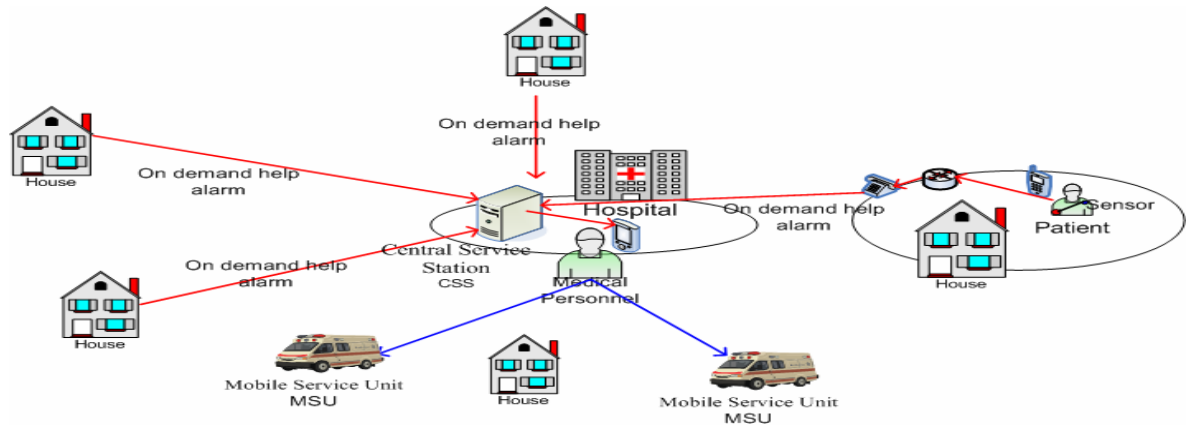 House
On demand help
alarm
House
On demand help
alarm
Hospital
On demand help
alarm
Sensor
Patient
House
Central Service
Station
CSS
Medical
Personnel
On demand help
alarm
House
Mobile Service Unit
MSU
House
Mobile Service Unit
MSU